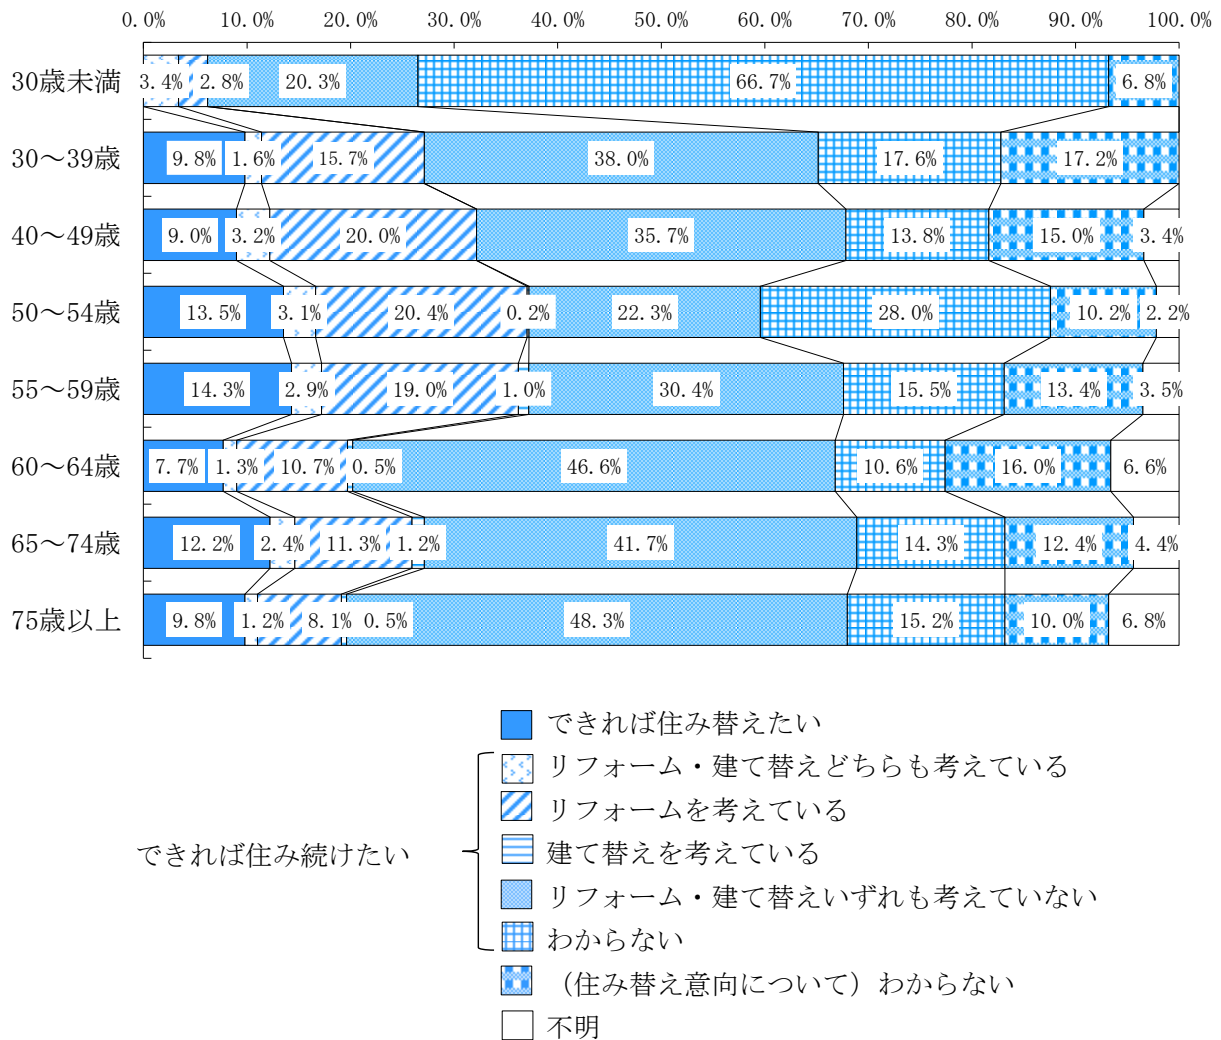 0.0% 10.0% 20.0% 30.0% 40.0% 50.0% 60.0% 70.0% 80.0% 90.0% 100.0%
30歳未満 3.4% 2.8% 20.3% 66.7% 6.8%
30～39歳 9.8% 1.6% 15.7% 38.0% 17.6% 17.2%
40～49歳 9.0% 3.2% 20.0% 35.7% 13.8% 15.0% 3.4%
50～54歳 13.5% 3.1% 20.4% 0.2% 22.3% 28.0% 10.2% 2.2%
55～59歳 14.3% 2.9% 19.0% 1.0% 30.4% 15.5% 13.4% 3.5%
60～64歳 7.7% 1.3% 10.7% 0.5% 46.6% 10.6% 16.0% 6.6%
65～74歳 12.2% 2.4% 11.3% 1.2% 41.7% 14.3% 12.4% 4.4%
75歳以上 9.8% 1.2% 8.1% 0.5% 48.3% 15.2% 10.0% 6.8%
できれば住み替えたい
リフォーム・建て替えどちらも考えている
リフォームを考えている
できれば住み続けたい
建て替えを考えている
リフォーム・建て替えいずれも考えていない
わからない
（住み替え意向について）わからない
不明